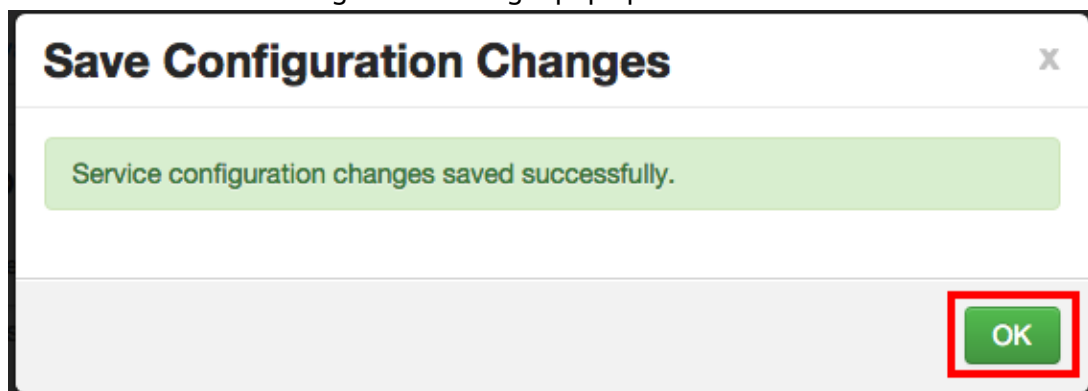 Save Configuration Changes
x
Service configuration changes saved successfully.
OK